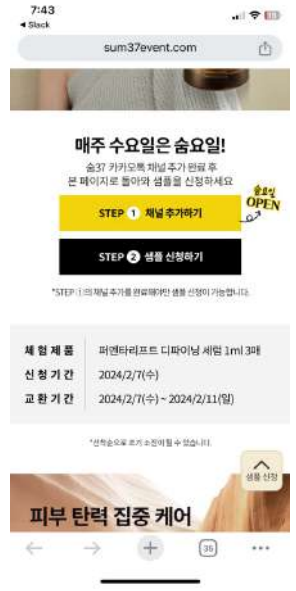 7:43
◀ Slack
sum37event.com
매주 수요일은 숨요일!
숨37 카카오톡 채널 추가 완료 후
본 페이지로 돌아와 샘플을 신청하세요
숨요일
OPEN
STEP 1 채널 추가하기
STEP 2 샘플 신청하기
*STEP ①의 채널 추가를 완료해야만 샘플 신청이 가능합니다.
체험제품 퍼엔타리프트 디파이닝 세럼 1ml 3매
신청기간 2024/2/7(수)
교환기간 2024/2/7(수) ~ 2024/2/11(일)
*선착순으로 조기 소진이 될 수 있습니다.
샘플 신청
피부 탄력 집중 케어
35